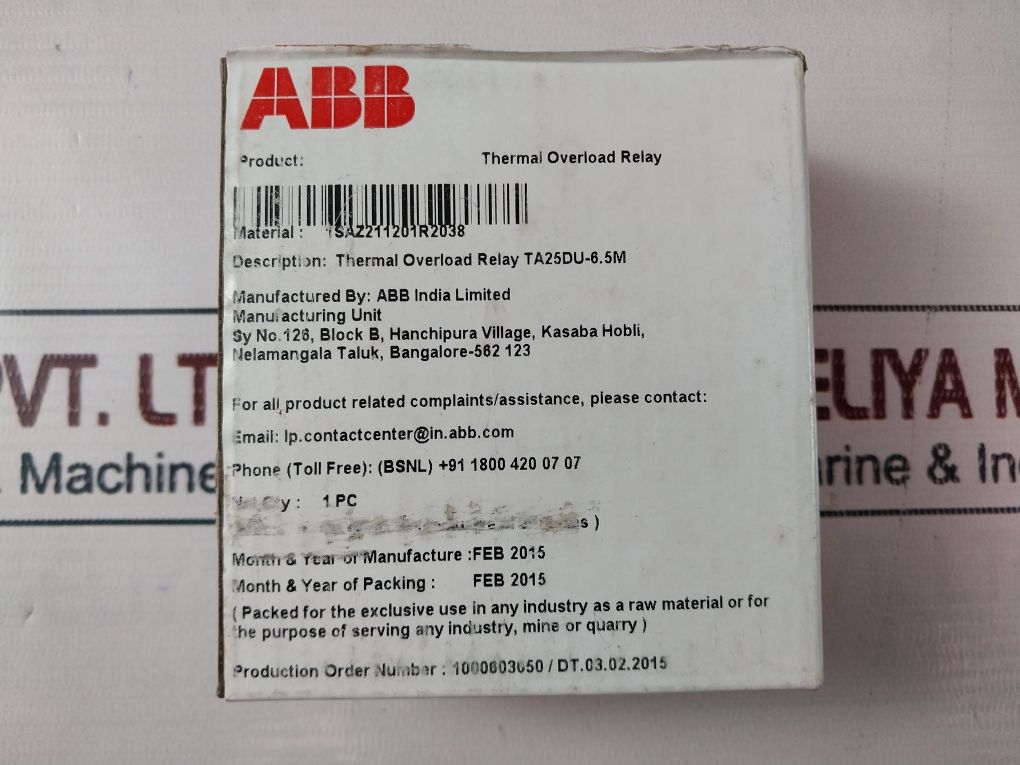 ABB
Product: Thermal Overload Relay
Material : 1SAZ211201R2038
Description: Thermal Overload Relay TA25DU-6.5M
Manufactured By: ABB India Limited
Manufacturing Unit
Sy No.126, Block B, Hanchipura Village, Kasaba Hobli,
Nelamangala Taluk, Bangalore-562 123
For all product related complaints/assistance, please contact:
Email: lp.contactcenter@in.abb.com
Phone (Toll Free): (BSNL) +91 1800 420 07 07
Net Qty : 1 PC
s )
Month & Year of Manufacture :FEB 2015
Month & Year of Packing : FEB 2015
( Packed for the exclusive use in any industry as a raw material or for
the purpose of serving any industry, mine or quarry )
Production Order Number : / DT.03.02.2015
PVT. LT
Machine
ELIYA M
arine & In